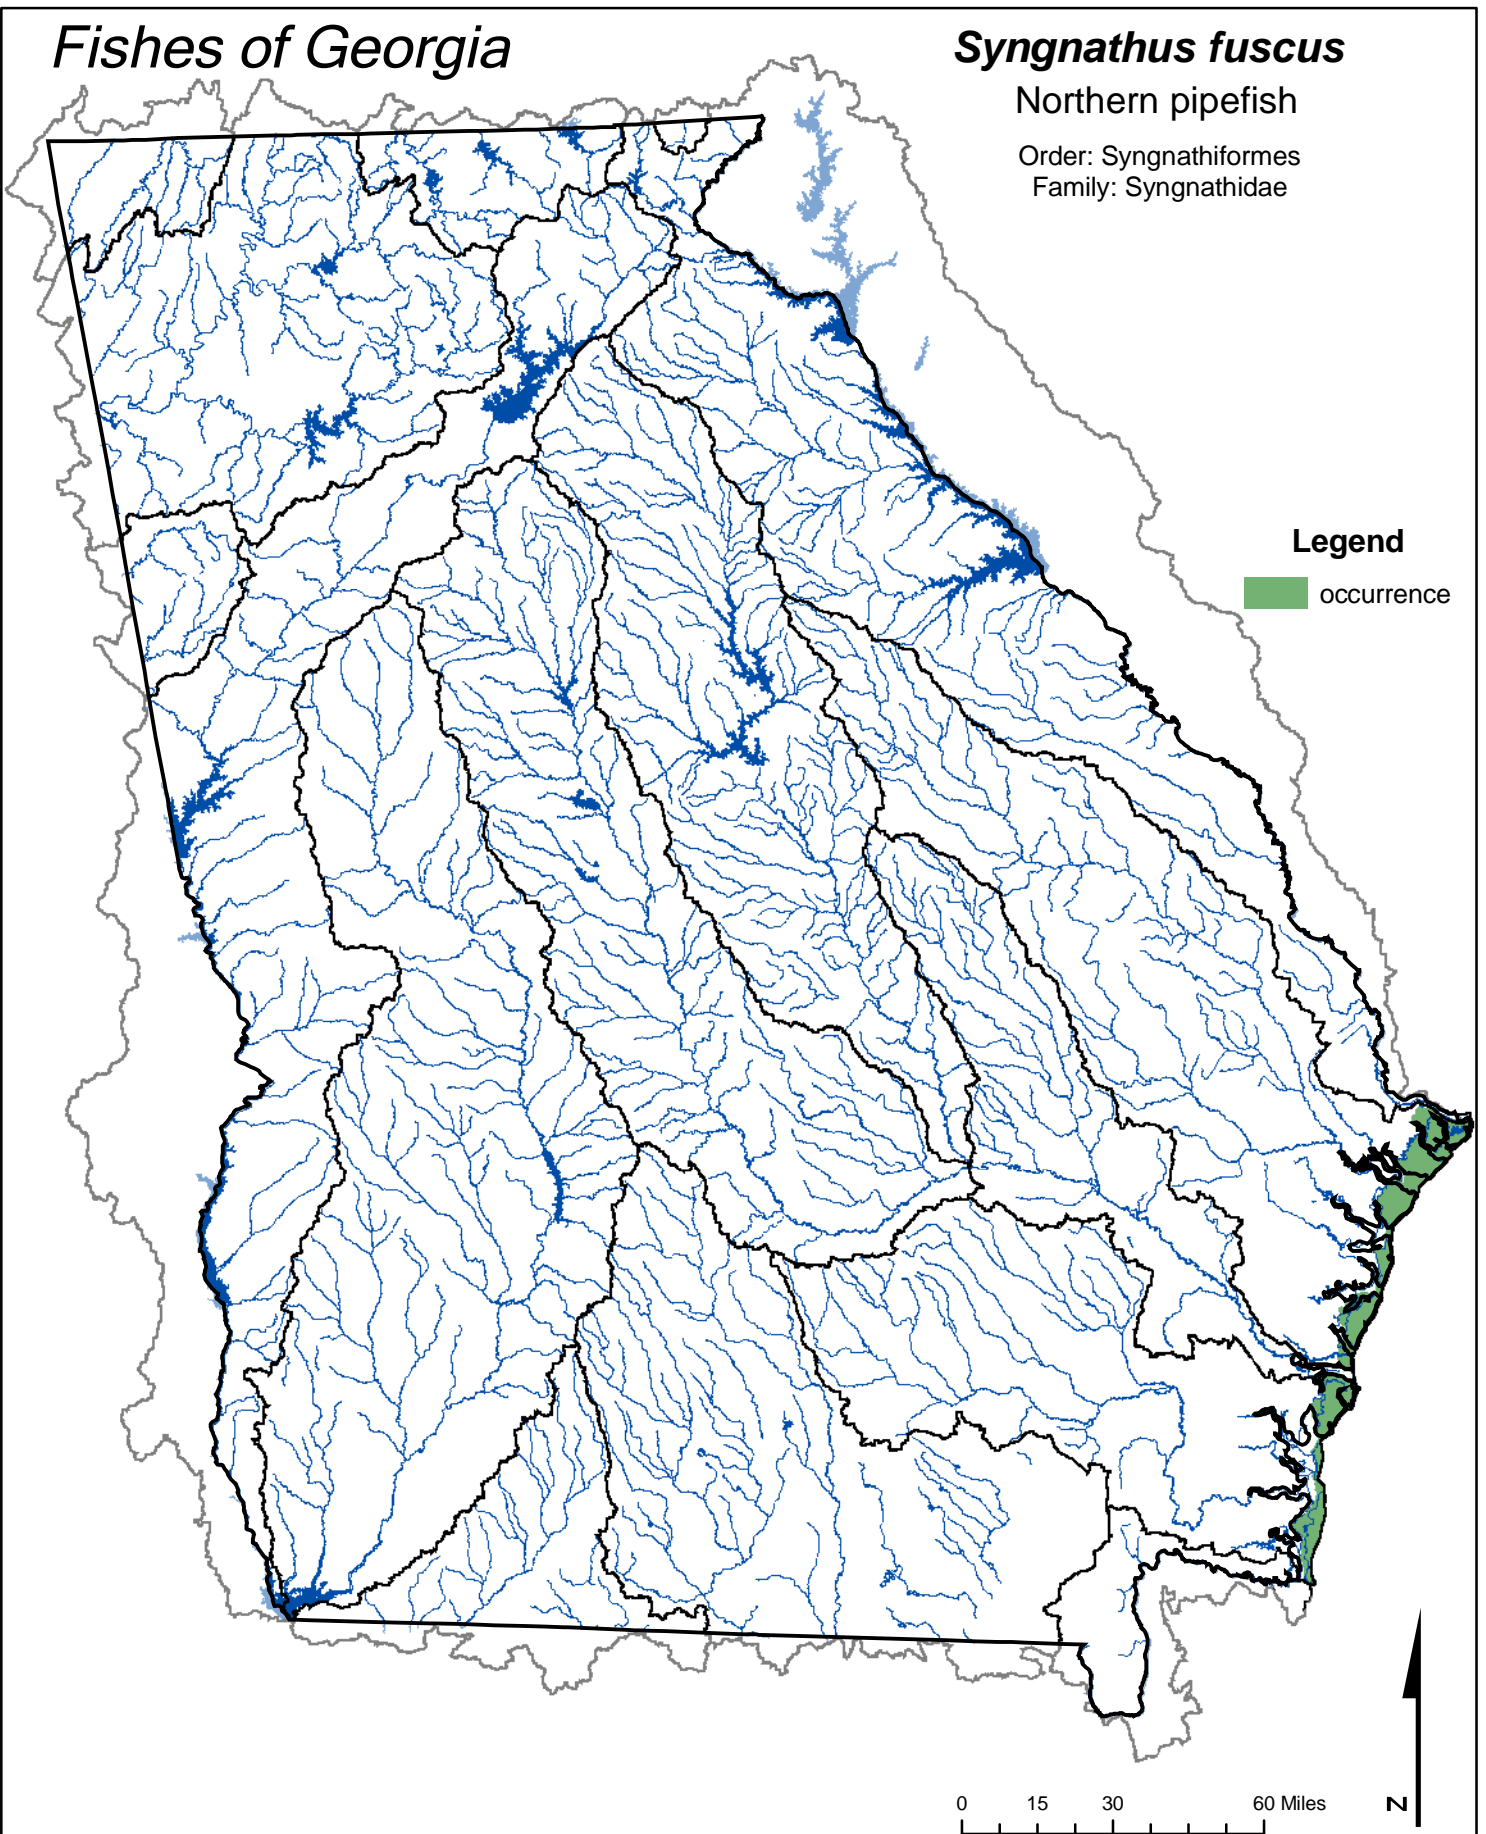 Fishes of Georgia
Syngnathus fuscus
Northern pipefish
Order: Syngnathiformes
Family: Syngnathidae
Legend
occurrence
0 15 30 60 Miles
N